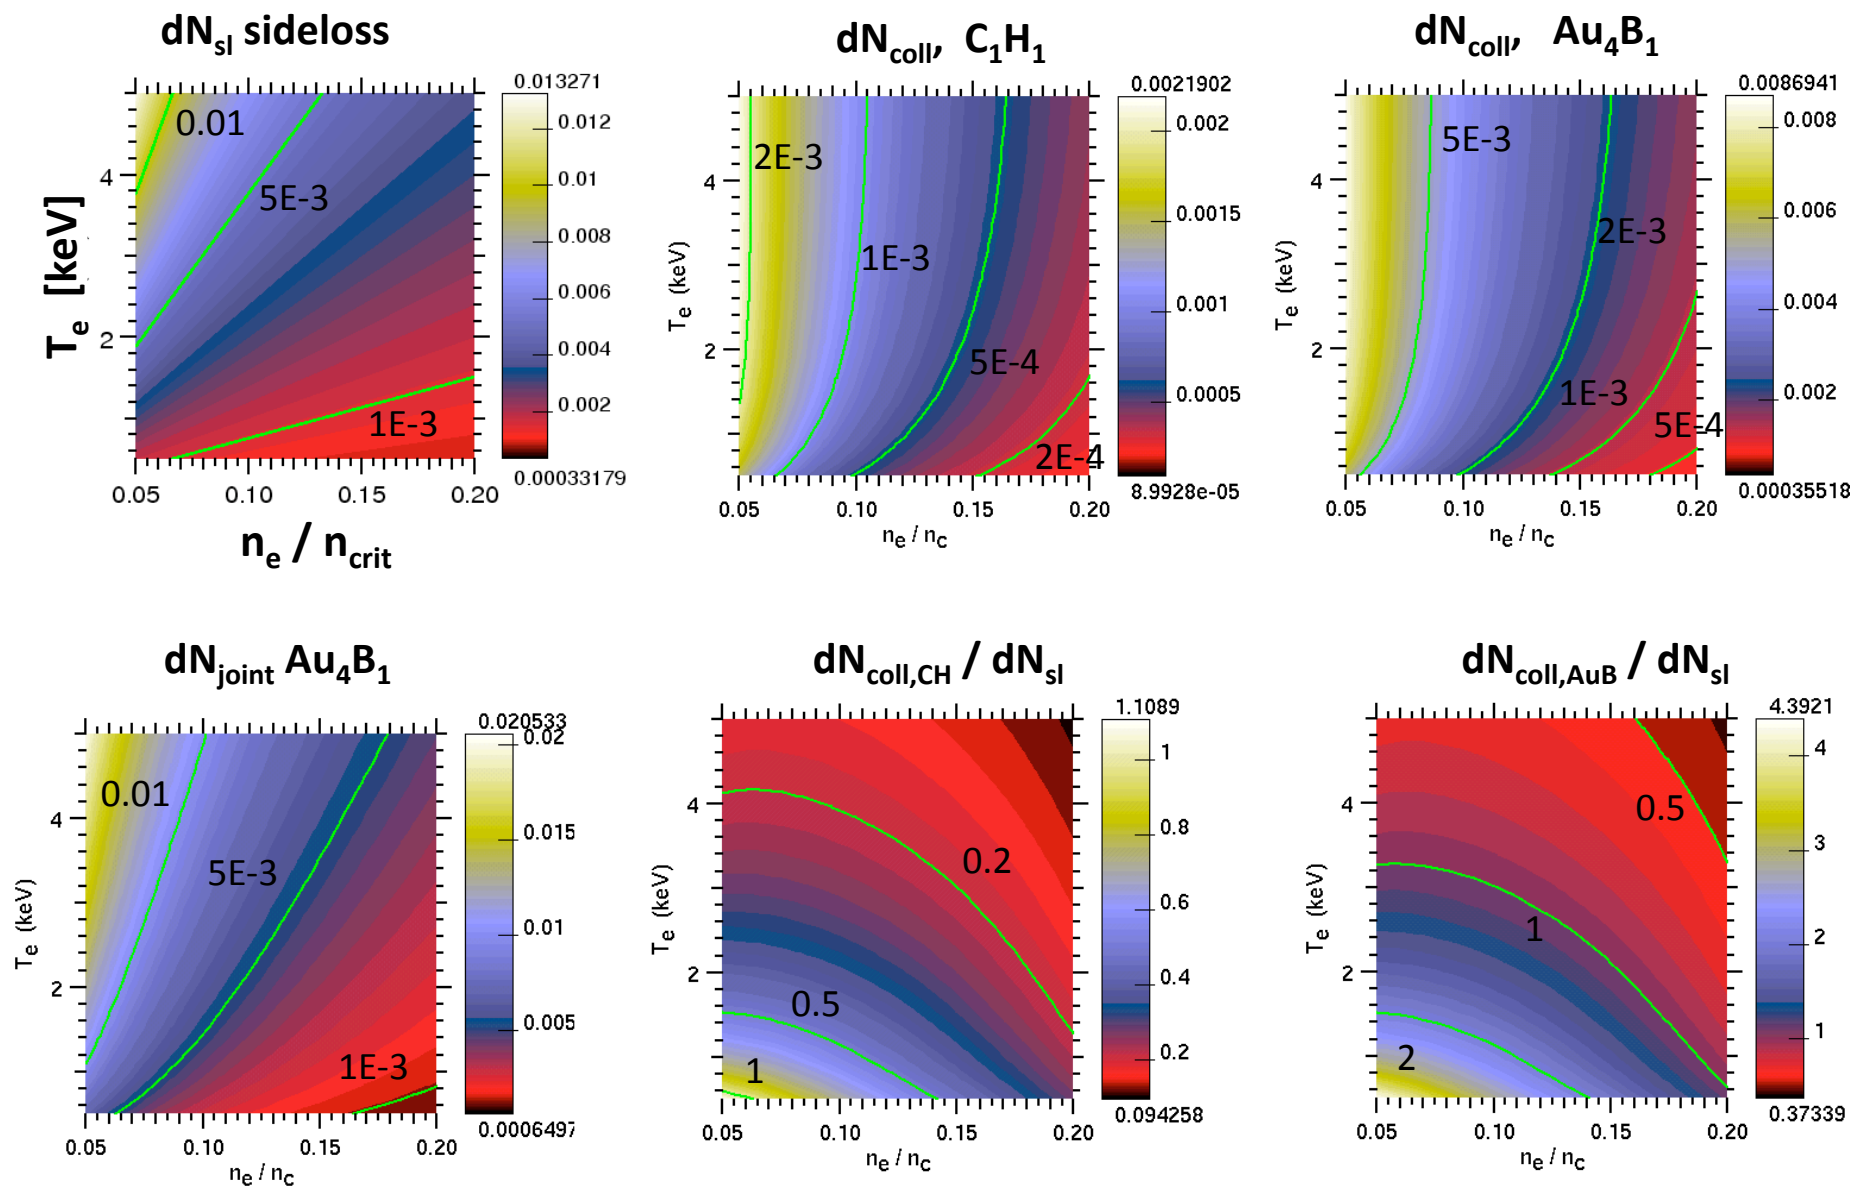 dNsl sideloss
dNcoll, C1H1
dNcoll, Au4B1
0.013271
0.012
0.01
0.008
0.006
0.004
0.002
0.00033179
0.01
5E-3
1E-3
4
2
Te [keV]
0.05 0.10 0.15 0.20
ne / ncrit
0.0021902
0.002
0.0015
0.001
0.0005
8.9928e-05
2E-3
1E-3
5E-4
2E-4
4
2
Te (keV)
0.05 0.10 0.15 0.20
ne / nc
0.0086941
0.008
0.006
0.004
0.002
0.00035518
5E-3
2E-3
1E-3
5E-4
4
2
Te (keV)
0.05 0.10 0.15 0.20
ne / nc
dNjoint Au4B1
dNcoll,CH / dNsl
dNcoll,AuB / dNsl
0.020533
0.02
0.015
0.01
0.005
0.0006497
0.01
5E-3
1E-3
4
2
Te (keV)
0.05 0.10 0.15 0.20
ne / nc
1.1089
1
0.8
0.6
0.4
0.2
0.094258
0.2
0.5
1
4
2
Te (keV)
0.05 0.10 0.15 0.20
ne / nc
4.3921
4
3
2
1
0.37339
0.5
1
2
4
2
Te (keV)
0.05 0.10 0.15 0.20
ne / nc